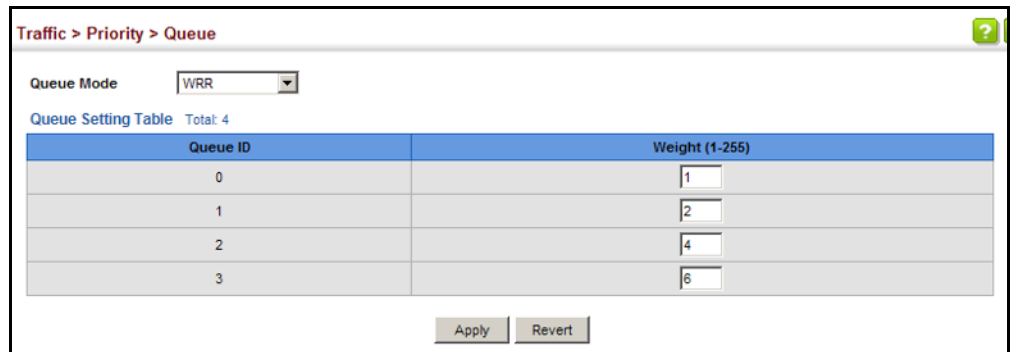 Traffic > Priority > Queue
?
Queue Mode WRR
Queue Setting Table Total: 4
Queue ID Weight (1-255)
0 1
1 2
2 4
3 6
Apply Revert